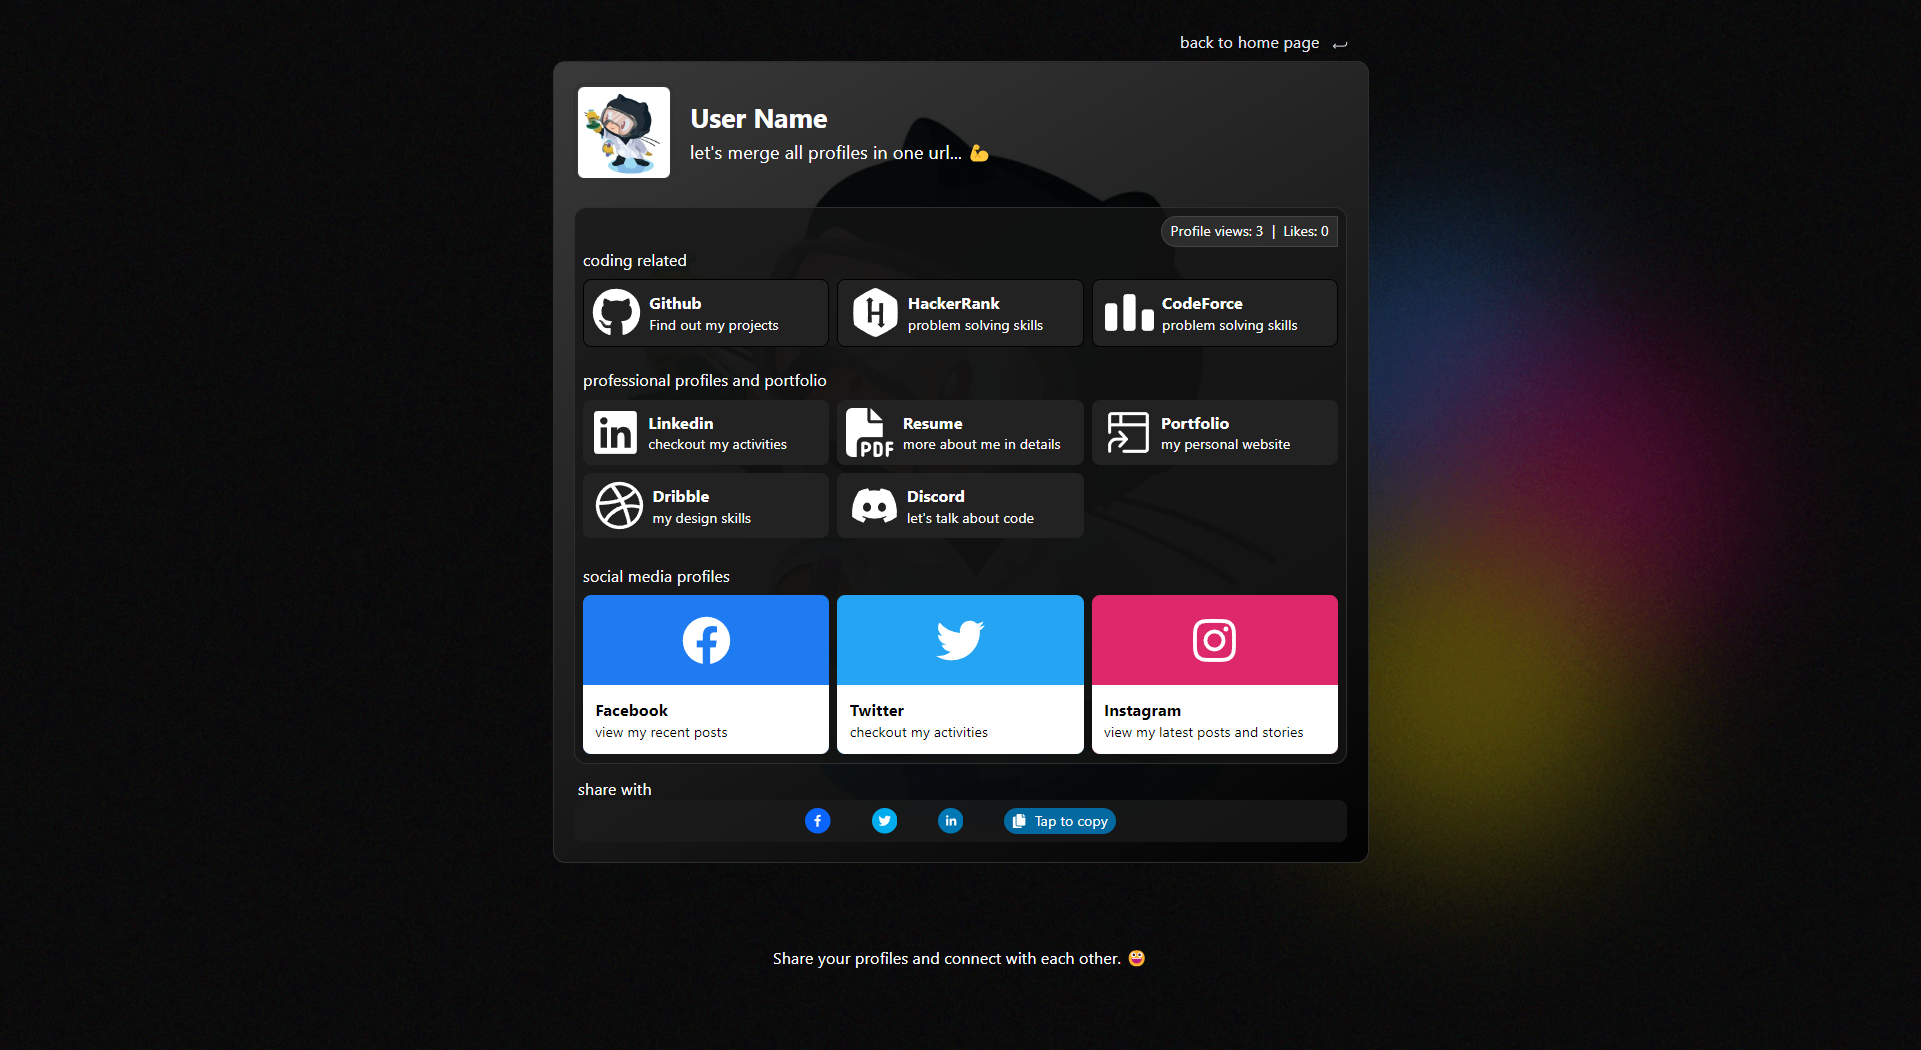 back to home page
User Name
let's merge all profiles in one url... 💪
Profile views: 3 | Likes: 0
coding related
Github
Find out my projects
HackerRank
problem solving skills
CodeForce
problem solving skills
professional profiles and portfolio
Linkedin
checkout my activities
PDF
Resume
more about me in details
Portfolio
my personal website
Dribble
my design skills
Discord
let's talk about code
social media profiles
Facebook
view my recent posts
Twitter
checkout my activities
Instagram
view my latest posts and stories
share with
Tap to copy
Share your profiles and connect with each other. 😀